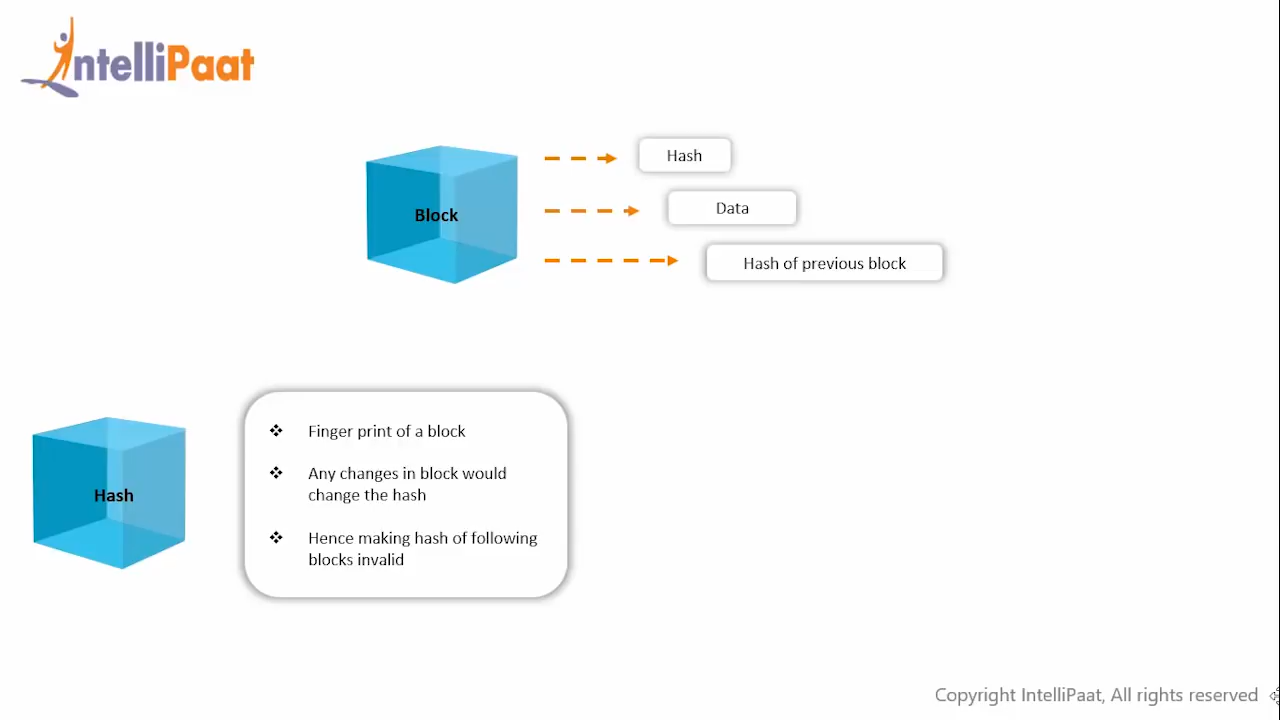 IntelliPaat
Block
Hash
Data
Hash of previous block
Hash
❖ Finger print of a block
❖ Any changes in block would
change the hash
❖ Hence making hash of following
blocks invalid
Copyright IntelliPaat, All rights reserved